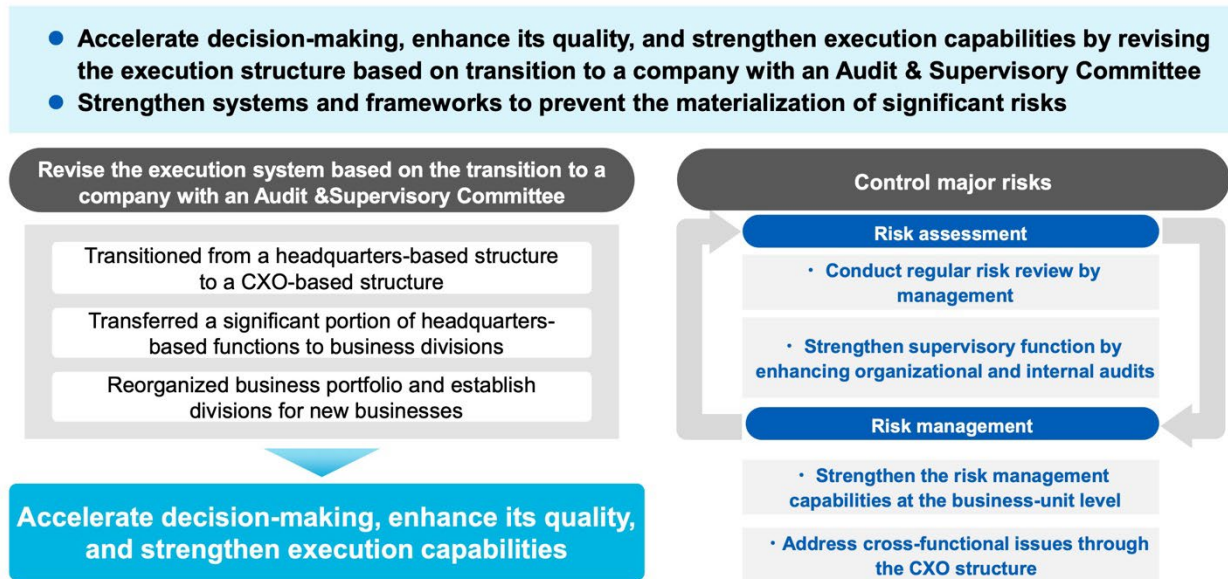 ● Accelerate decision-making, enhance its quality, and strengthen execution capabilities by revising
the execution structure based on transition to a company with an Audit & Supervisory Committee
● Strengthen systems and frameworks to prevent the materialization of significant risks
Revise the execution system based on the transition to a
company with an Audit &Supervisory Committee
Transitioned from a headquarters-based structure
to a CXO-based structure
Transferred a significant portion of headquarters-
based functions to business divisions
Reorganized business portfolio and establish
divisions for new businesses
Accelerate decision-making, enhance its quality,
and strengthen execution capabilities
Control major risks
Risk assessment
・ Conduct regular risk review by
management
・ Strengthen supervisory function by
enhancing organizational and internal audits
Risk management
・ Strengthen the risk management
capabilities at the business-unit level
・ Address cross-functional issues through
the CXO structure